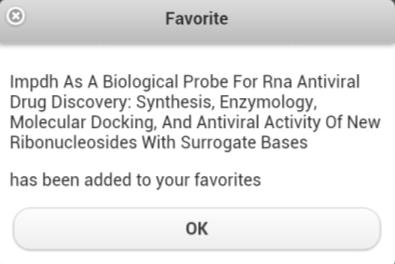 Favorite
Impdh As A Biological Probe For Rna Antiviral
Drug Discovery: Synthesis, Enzymology,
Molecular Docking, And Antiviral Activity Of New
Ribonucleosides With Surrogate Bases
has been added to your favorites
OK